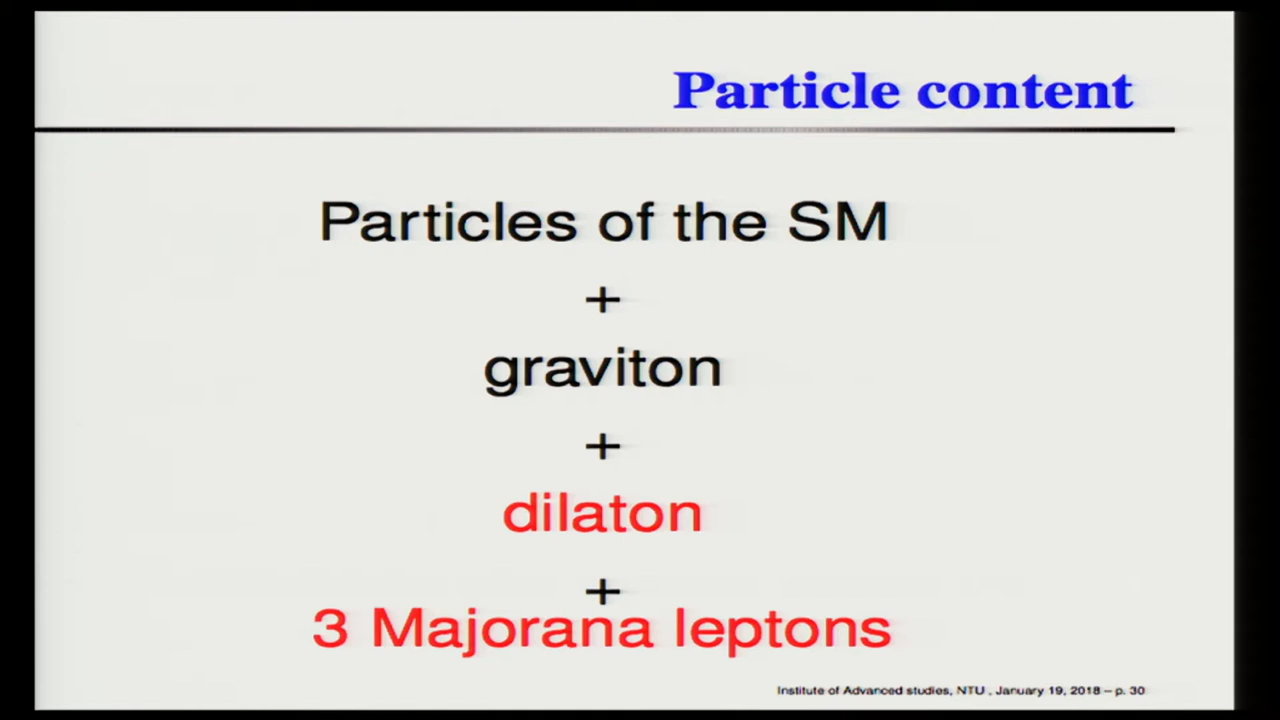 Particle content
Particles of the SM
+
graviton
+
dilaton
+
3 Majorana leptons
Institute of Advanced studies, NTU , January 19, 2018 – p. 30